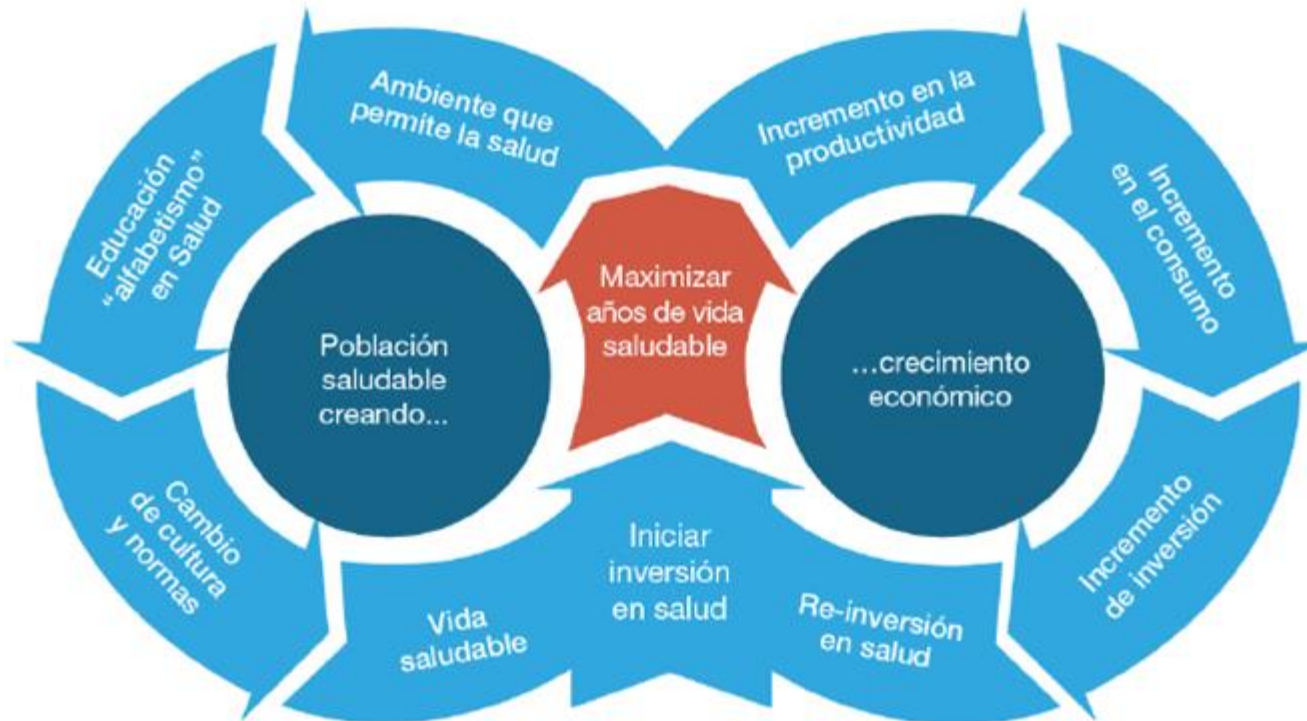 Ambiente que
permite la salud
Educación
“alfabetismo”
en Salud
Cambio
de cultura
y normas
Vida
saludable
Población
saludable
creando...
Maximizar
años de vida
saludable
Iniciar
inversión
en salud
...crecimiento
económico
Incremento en la
productividad
Incremento
en el consumo
Incremento
de inversión
Re-inversión
en salud